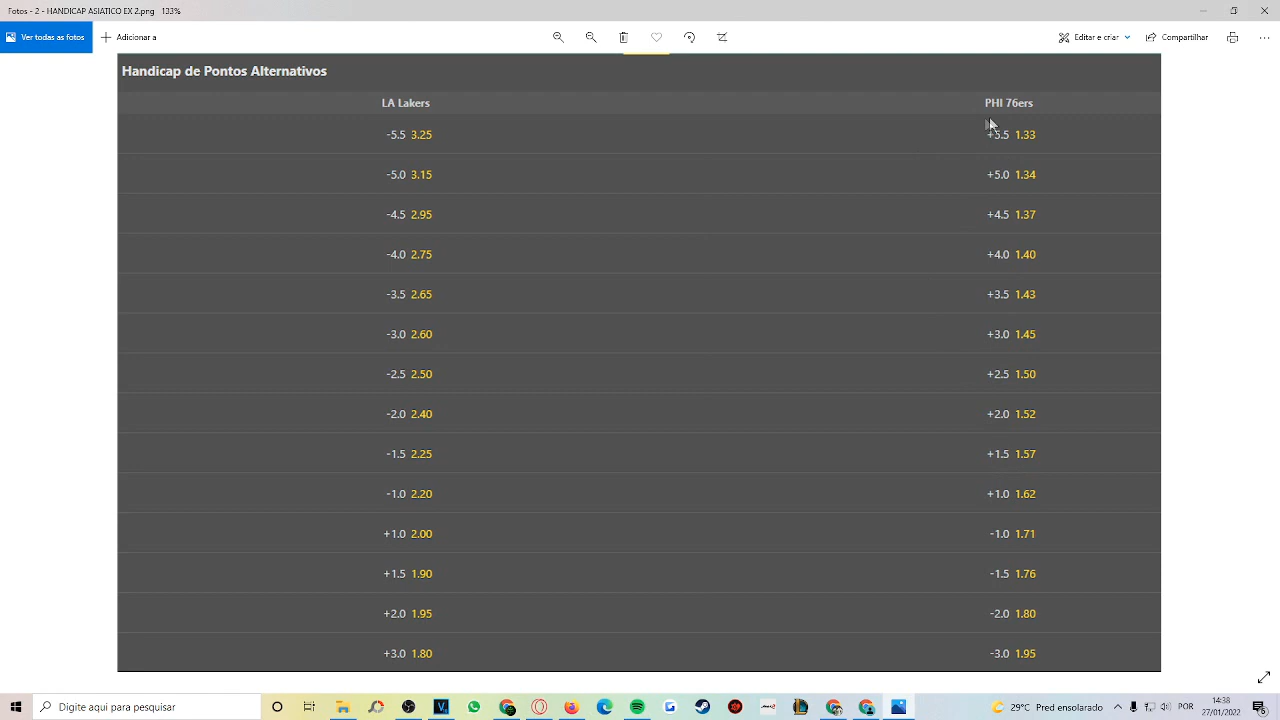 Fotos - 2 - HANDICAP ASIATICO EX 2.png 133%
Ver todas as fotos
Adicionar a
Editar e criar
Compartilhar
Handicap de Pontos Alternativos
LA Lakers PHI 76ers
-5.5 3.25 +5.5 1.33
-5.0 3.15 +5.0 1.34
-4.5 2.95 +4.5 1.37
-4.0 2.75 +4.0 1.40
-3.5 2.65 +3.5 1.43
-3.0 2.60 +3.0 1.45
-2.5 2.50 +2.5 1.50
-2.0 2.40 +2.0 1.52
-1.5 2.25 +1.5 1.57
-1.0 2.20 +1.0 1.62
+1.0 2.00 -1.0 1.71
+1.5 1.90 -1.5 1.76
+2.0 1.95 -2.0 1.80
+3.0 1.80 -3.0 1.95
Digite aqui para pesquisar
29°C Pred ensolarado
POR
14:38
27/01/2022